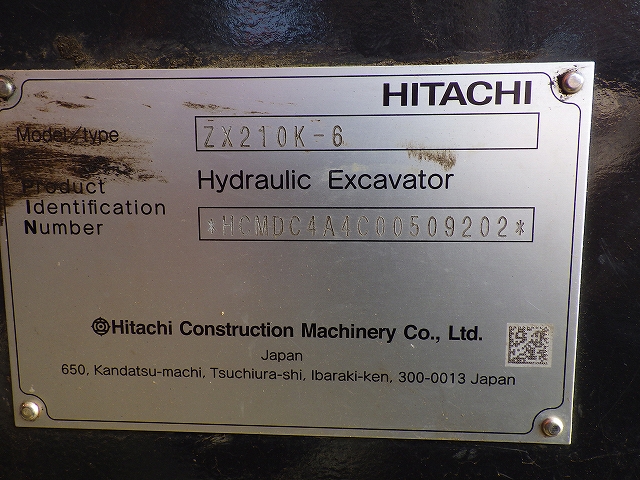 HITACHI
Model/type ZX210K-6
Product Hydraulic Excavator
Identification
Number *HCMDC4A4C00509202*
Hitachi Construction Machinery Co., Ltd.
Japan
650, Kandatsu-machi, Tsuchiura-shi, Ibaraki-ken, 300-0013 Japan